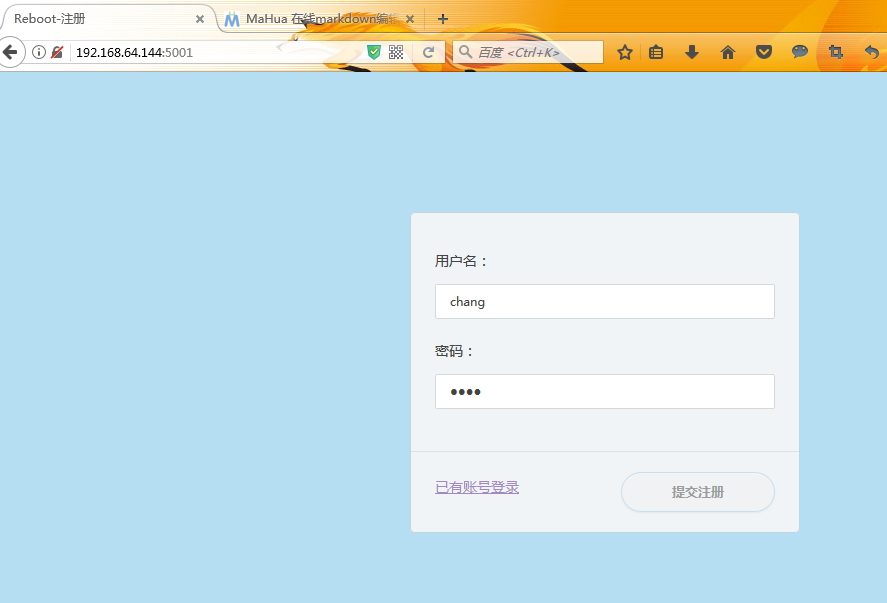 Reboot-注册
MaHua 在线markdown编
192.168.64.144:5001
百度 <Ctrl+K>
用户名：
chang
密码：
已有账号登录
提交注册